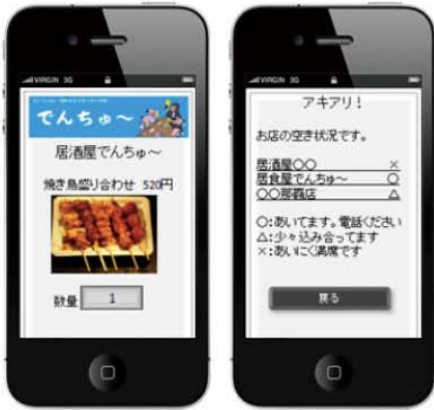 VIRGIN 3G
でんちゅ〜
居酒屋でんちゅ〜
焼き鳥盛り合わせ 520円
数量 1
VIRGIN 3G
アキアリ！
お店の空き状況です。
居酒屋〇〇 ×
居食屋でんちゅ〜 〇
〇〇那覇店 △
〇:あいてます。電話ください
△:少々込み合ってます
×:あいにく満席です
戻る